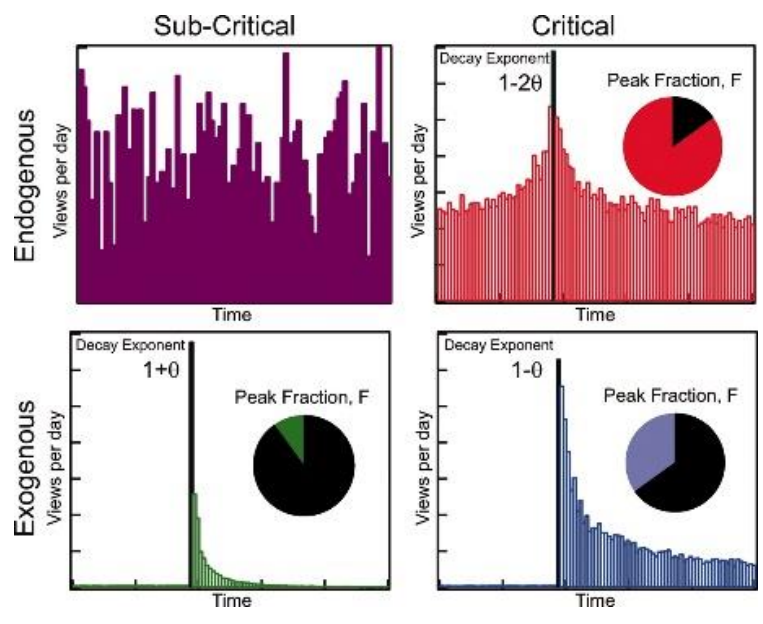 Sub-Critical
Critical
Endogenous
Views per day
Time
Views per day
Decay Exponent
1-2θ
Peak Fraction, F
Time
Exogenous
Views per day
Decay Exponent
1+θ
Peak Fraction, F
Time
Views per day
Decay Exponent
1-θ
Peak Fraction, F
Time